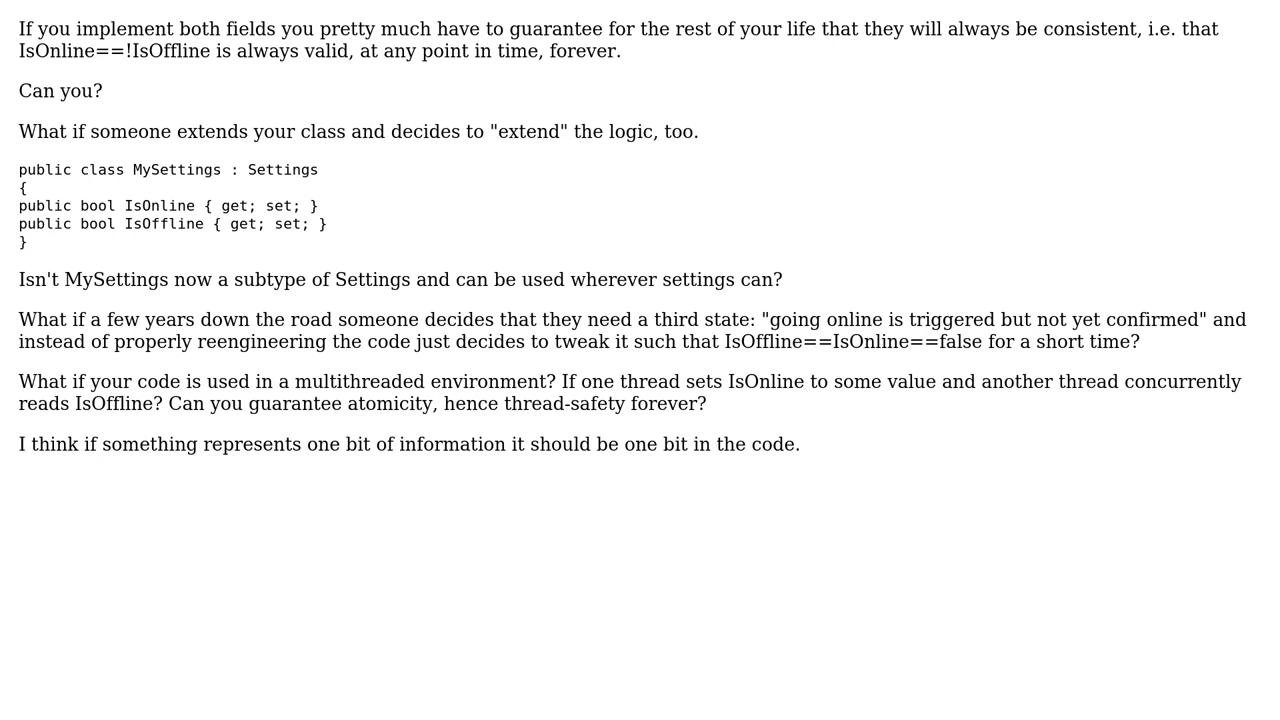 If you implement both fields you pretty much have to guarantee for the rest of your life that they will always be consistent, i.e. that
IsOnline==!IsOffline is always valid, at any point in time, forever.
Can you?
What if someone extends your class and decides to "extend" the logic, too.
public class MySettings : Settings
{
public bool IsOnline { get; set; }
public bool IsOffline { get; set; }
}
Isn't MySettings now a subtype of Settings and can be used wherever settings can?
What if a few years down the road someone decides that they need a third state: "going online is triggered but not yet confirmed" and
instead of properly reengineering the code just decides to tweak it such that IsOffline==IsOnline==false for a short time?
What if your code is used in a multithreaded environment? If one thread sets IsOnline to some value and another thread concurrently
reads IsOffline? Can you guarantee atomicity, hence thread-safety forever?
I think if something represents one bit of information it should be one bit in the code.